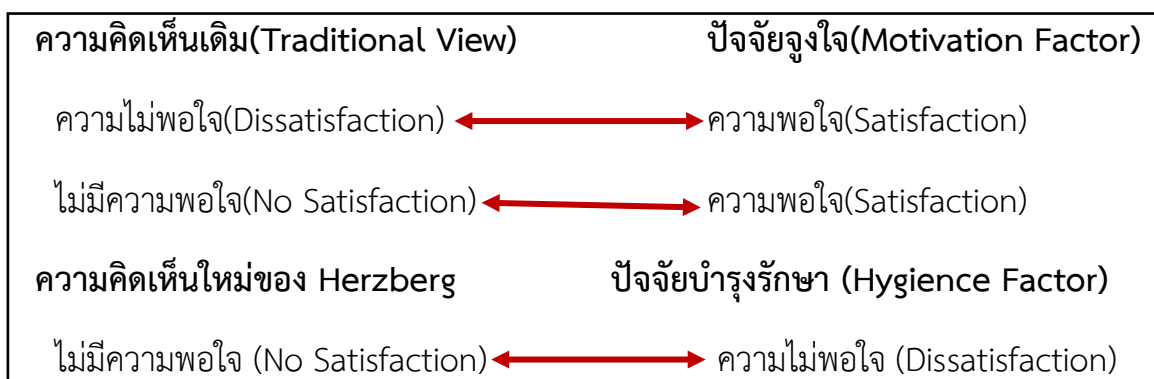 ความคิดเห็นเดิม(Traditional View) ปัจจัยจูงใจ(Motivation Factor)
ความไม่พอใจ(Dissatisfaction) ความพอใจ(Satisfaction)
ไม่มีความพอใจ(No Satisfaction) ความพอใจ(Satisfaction)
ความคิดเห็นใหม่ของ Herzberg ปัจจัยบำรุงรักษา (Hygience Factor)
ไม่มีความพอใจ (No Satisfaction) ความไม่พอใจ (Dissatisfaction)